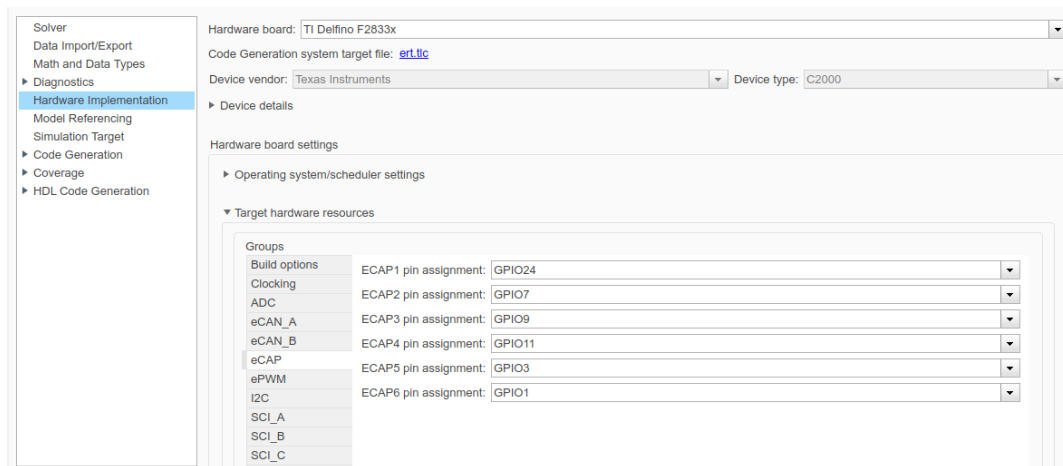 Solver
Data Import/Export
Math and Data Types
Diagnostics
Hardware Implementation
Model Referencing
Simulation Target
Code Generation
Coverage
HDL Code Generation
Hardware board: TI Delfino F2833x
Code Generation system target file: ert.tlc
Device vendor: Texas Instruments Device type: C2000
Device details
Hardware board settings
Operating system/scheduler settings
Target hardware resources
Groups
Build options
Clocking
ADC
eCAN_A
eCAN_B
eCAP
ePWM
I2C
SCI_A
SCI_B
SCI_C
ECAP1 pin assignment: GPIO24
ECAP2 pin assignment: GPIO7
ECAP3 pin assignment: GPIO9
ECAP4 pin assignment: GPIO11
ECAP5 pin assignment: GPIO3
ECAP6 pin assignment: GPIO1